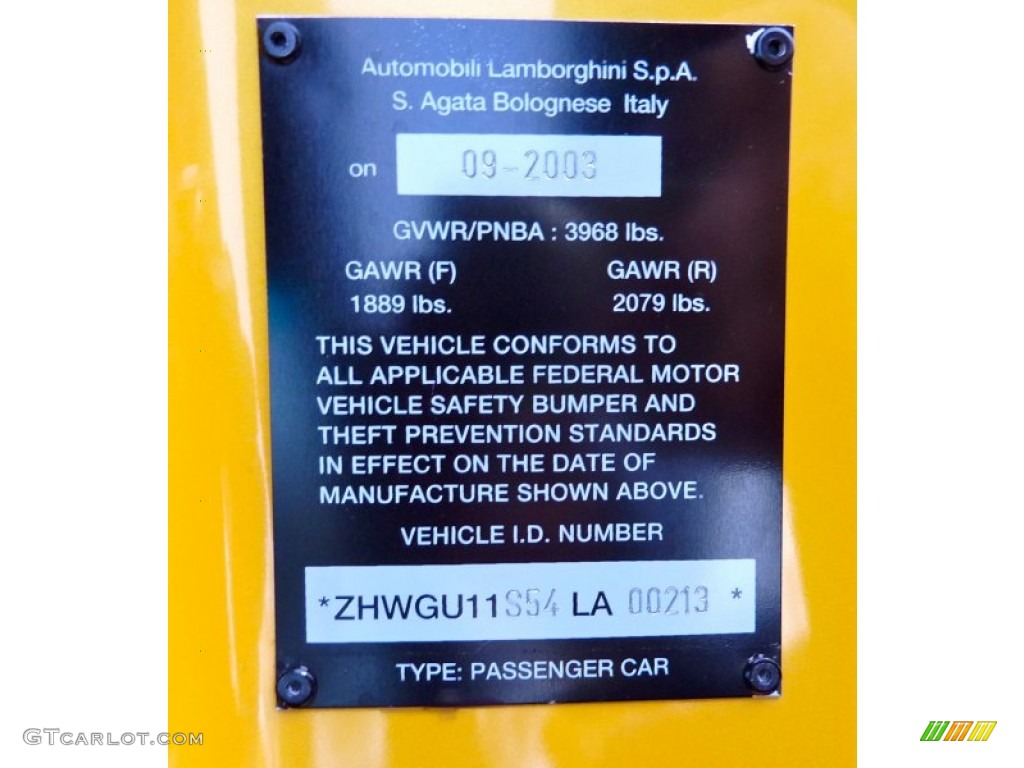 Automobili Lamborghini S.p.A.
S. Agata Bolognese Italy
on 09-2003
GVWR/PNBA : 3968 lbs.
GAWR (F) GAWR (R)
1889 lbs. 2079 lbs.
THIS VEHICLE CONFORMS TO
ALL APPLICABLE FEDERAL MOTOR
VEHICLE SAFETY BUMPER AND
THEFT PREVENTION STANDARDS
IN EFFECT ON THE DATE OF
MANUFACTURE SHOWN ABOVE.
VEHICLE I.D. NUMBER
*ZHWGU11S54 LA 00213 *
TYPE: PASSENGER CAR
GTCARLOT.COM